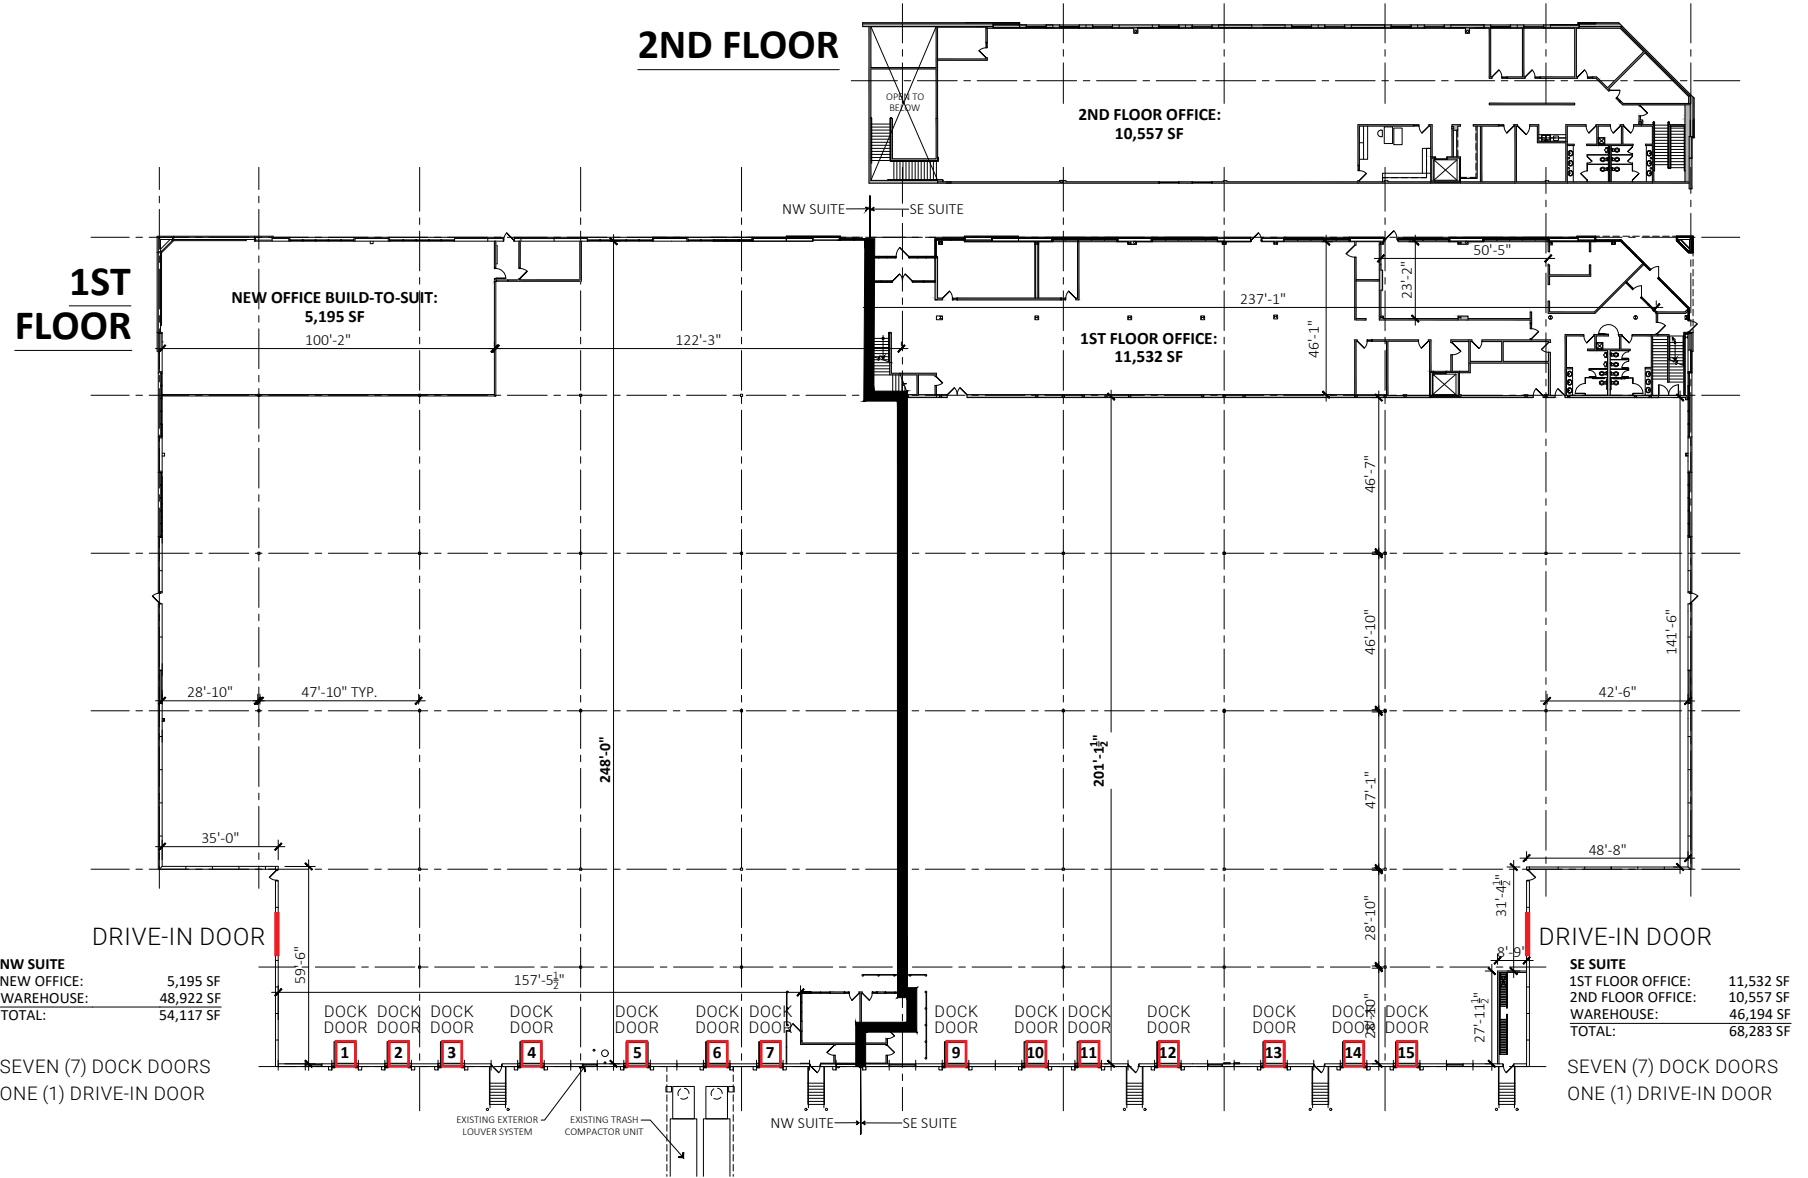 2ND FLOOR
OPEN TO
BELOW
2ND FLOOR OFFICE:
10,557 SF
NW SUITE
SE SUITE
1ST
FLOOR
NEW OFFICE BUILD-TO-SUIT:
5,195 SF
100'-2"
122'-3"
50'-5"
23'-2"
237'-1"
46'-1"
1ST FLOOR OFFICE:
11,532 SF
46'-7"
46'-10"
141'-6"
28'-10"
47'-10" TYP.
42'-6"
248'-0"
201'-1½"
47'-1"
35'-0"
48'-8"
31'-4½"
28'-10"
DRIVE-IN DOOR
59'-6"
157'-5½"
8'-9"
DRIVE-IN DOOR
NW SUITE
NEW OFFICE: 5,195 SF
WAREHOUSE: 48,922 SF
TOTAL: 54,117 SF
SEVEN (7) DOCK DOORS
ONE (1) DRIVE-IN DOOR
DOCK
DOOR
1
DOCK
DOOR
2
DOCK
DOOR
3
DOCK
DOOR
4
DOCK
DOOR
5
DOCK
DOOR
6
DOCK
DOOR
7
DOCK
DOOR
9
DOCK
DOOR
10
DOCK
DOOR
11
DOCK
DOOR
12
DOCK
DOOR
13
DOCK
DOOR
14
DOCK
DOOR
15
27'-11½"
SE SUITE
1ST FLOOR OFFICE: 11,532 SF
2ND FLOOR OFFICE: 10,557 SF
WAREHOUSE: 46,194 SF
TOTAL: 68,283 SF
SEVEN (7) DOCK DOORS
ONE (1) DRIVE-IN DOOR
EXISTING EXTERIOR
LOUVER SYSTEM
EXISTING TRASH
COMPACTOR UNIT
NW SUITE
SE SUITE